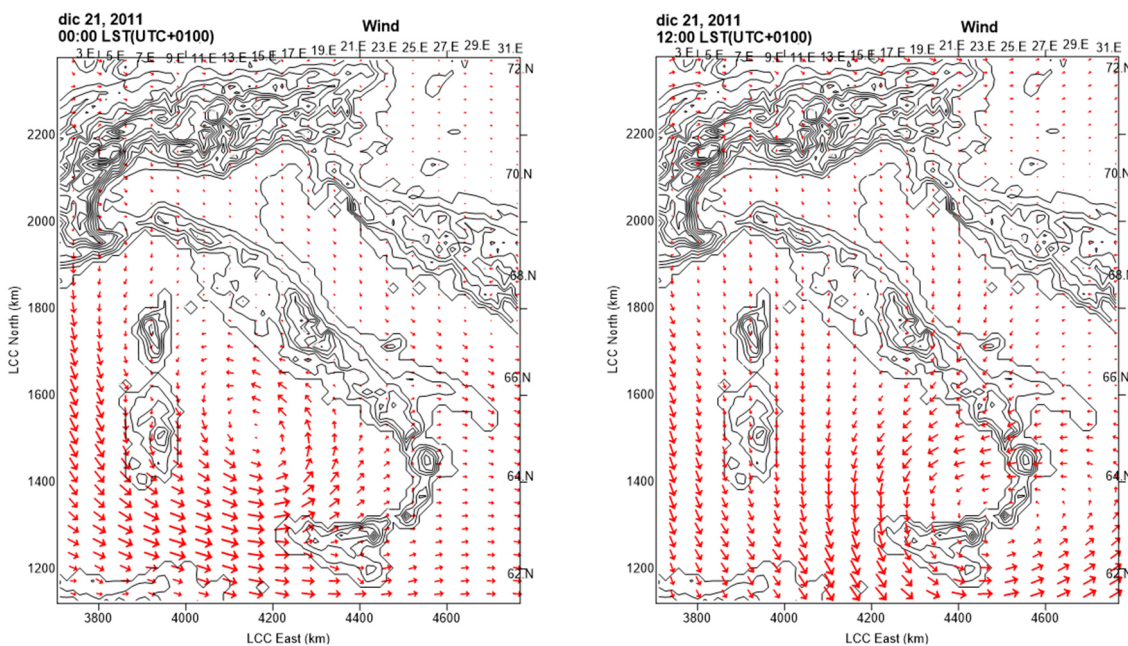 dic 21, 2011
00:00 LST(UTC+0100)
Wind
3.E 5.E 7.E 9.E 11.E 13.E 15.E 17.E 19.E 21.E 23.E 25.E 27.E 29.E 31.E
72.N
2200
70.N
2000
68.N
1800
66.N
1600
64.N
1400
62.N
1200
3800 4000 4200 4400 4600
LCC North (km)
LCC East (km)
dic 21, 2011
12:00 LST(UTC+0100)
Wind
3.E 5.E 7.E 9.E 11.E 13.E 15.E 17.E 19.E 21.E 23.E 25.E 27.E 29.E 31.E
72.N
2200
70.N
2000
68.N
1800
66.N
1600
64.N
1400
62.N
1200
3800 4000 4200 4400 4600
LCC North (km)
LCC East (km)